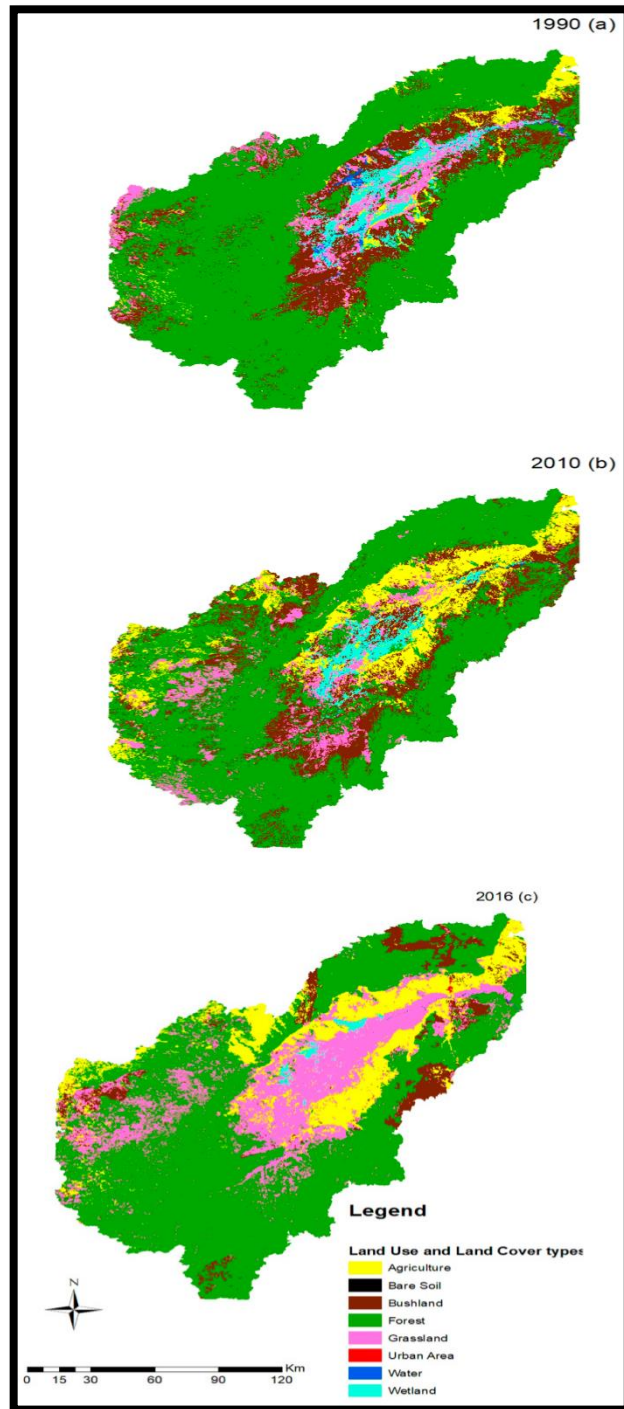 1990 (a)
2010 (b)
2016 (c)
Legend
Land Use and Land Cover types
Agriculture
Bare Soil
Bushland
Forest
Grassland
Urban Area
Water
Wetland
N
Km
0 15 30 60 90 120